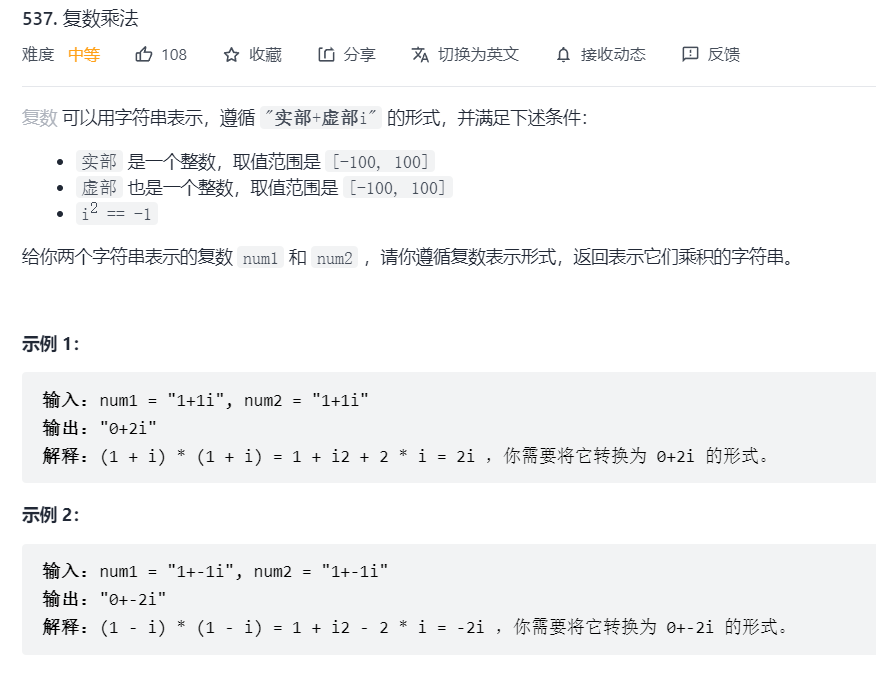 537. 复数乘法
难度 中等 108 收藏 分享 切换为英文 接收动态 反馈
复数 可以用字符串表示，遵循 "实部+虚部i" 的形式，并满足下述条件：
• 实部 是一个整数，取值范围是 [-100, 100]
• 虚部 也是一个整数，取值范围是 [-100, 100]
• i² == -1
给你两个字符串表示的复数 num1 和 num2 ，请你遵循复数表示形式，返回表示它们乘积的字符串。
示例 1：
输入：num1 = "1+1i", num2 = "1+1i"
输出："0+2i"
解释：(1 + i) * (1 + i) = 1 + i2 + 2 * i = 2i ，你需要将它转换为 0+2i 的形式。
示例 2：
输入：num1 = "1+-1i", num2 = "1+-1i"
输出："0+-2i"
解释：(1 - i) * (1 - i) = 1 + i2 - 2 * i = -2i ，你需要将它转换为 0+-2i 的形式。